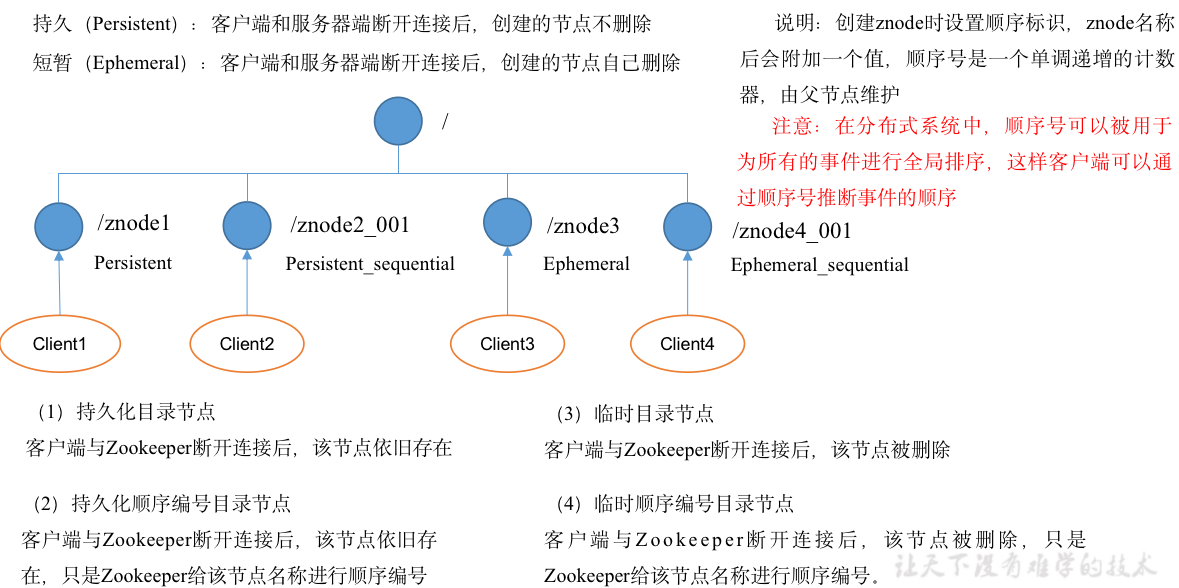 持久（Persistent）：客户端和服务器端断开连接后，创建的节点不删除
短暂（Ephemeral）：客户端和服务器端断开连接后，创建的节点自己删除
说明：创建znode时设置顺序标识，znode名称
后会附加一个值，顺序号是一个单调递增的计数
器，由父节点维护
注意：在分布式系统中，顺序号可以被用于
为所有的事件进行全局排序，这样客户端可以通
过顺序号推断事件的顺序
/
/znode1
Persistent
/znode2_001
Persistent_sequential
/znode3
Ephemeral
/znode4_001
Ephemeral_sequential
Client1
Client2
Client3
Client4
（1）持久化目录节点
客户端与Zookeeper断开连接后，该节点依旧存在
（2）持久化顺序编号目录节点
客户端与Zookeeper断开连接后，该节点依旧存
在，只是Zookeeper给该节点名称进行顺序编号
（3）临时目录节点
客户端与Zookeeper断开连接后，该节点被删除
（4）临时顺序编号目录节点
客户端与Zookeeper断开连接后，该节点被删除，只是
Zookeeper给该节点名称进行顺序编号。
让天下没有难学的技术